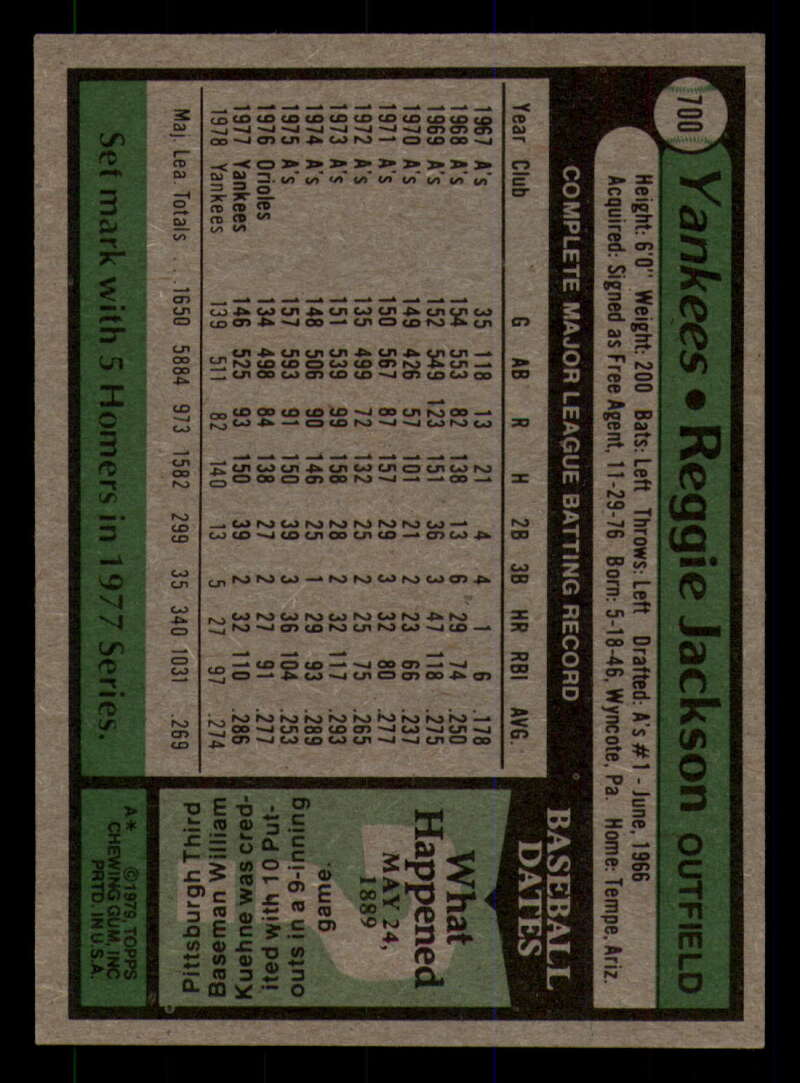 700
Yankees • Reggie Jackson OUTFIELD
Height: 6'0" Weight: 200 Bats: Left Throws: Left Drafted: A's #1 - June, 1966
Acquired: Signed as Free Agent, 11-29-76 Born: 5-18-46, Wyncote, Pa. Home: Tempe, Ariz.
COMPLETE MAJOR LEAGUE BATTING RECORD
Year Club G AB R H 2B 3B HR RBI AVG.
1967 A's 35 118 13 21 4 4 1 6 .178
1968 A's 154 553 82 138 13 6 29 74 .250
1969 A's 152 549 123 151 36 3 47 118 .275
1970 A's 149 426 57 101 21 2 23 66 .237
1971 A's 150 567 87 157 29 3 32 80 .277
1972 A's 135 499 72 132 25 2 25 75 .265
1973 A's 151 539 99 158 28 2 32 117 .293
1974 A's 148 506 90 146 25 1 29 93 .289
1975 A's 157 593 91 150 39 3 36 104 .253
1976 Orioles 134 498 84 138 27 2 27 91 .277
1977 Yankees 146 525 93 150 39 2 32 110 .286
1978 Yankees 139 511 82 140 13 5 27 97 .274
Maj. Lea. Totals . . . 1650 5884 973 1582 299 35 340 1031 .269
Set mark with 5 Homers in 1977 Series.
BASEBALL
DATES
What
Happened
MAY 24,
1889
Pittsburgh Third
Baseman William
Kuehne was cred-
ited with 10 Put-
outs in a 9-inning
game.
A* ©1979 TOPPS
CHEWING GUM, INC
PRTD. IN U.S.A.